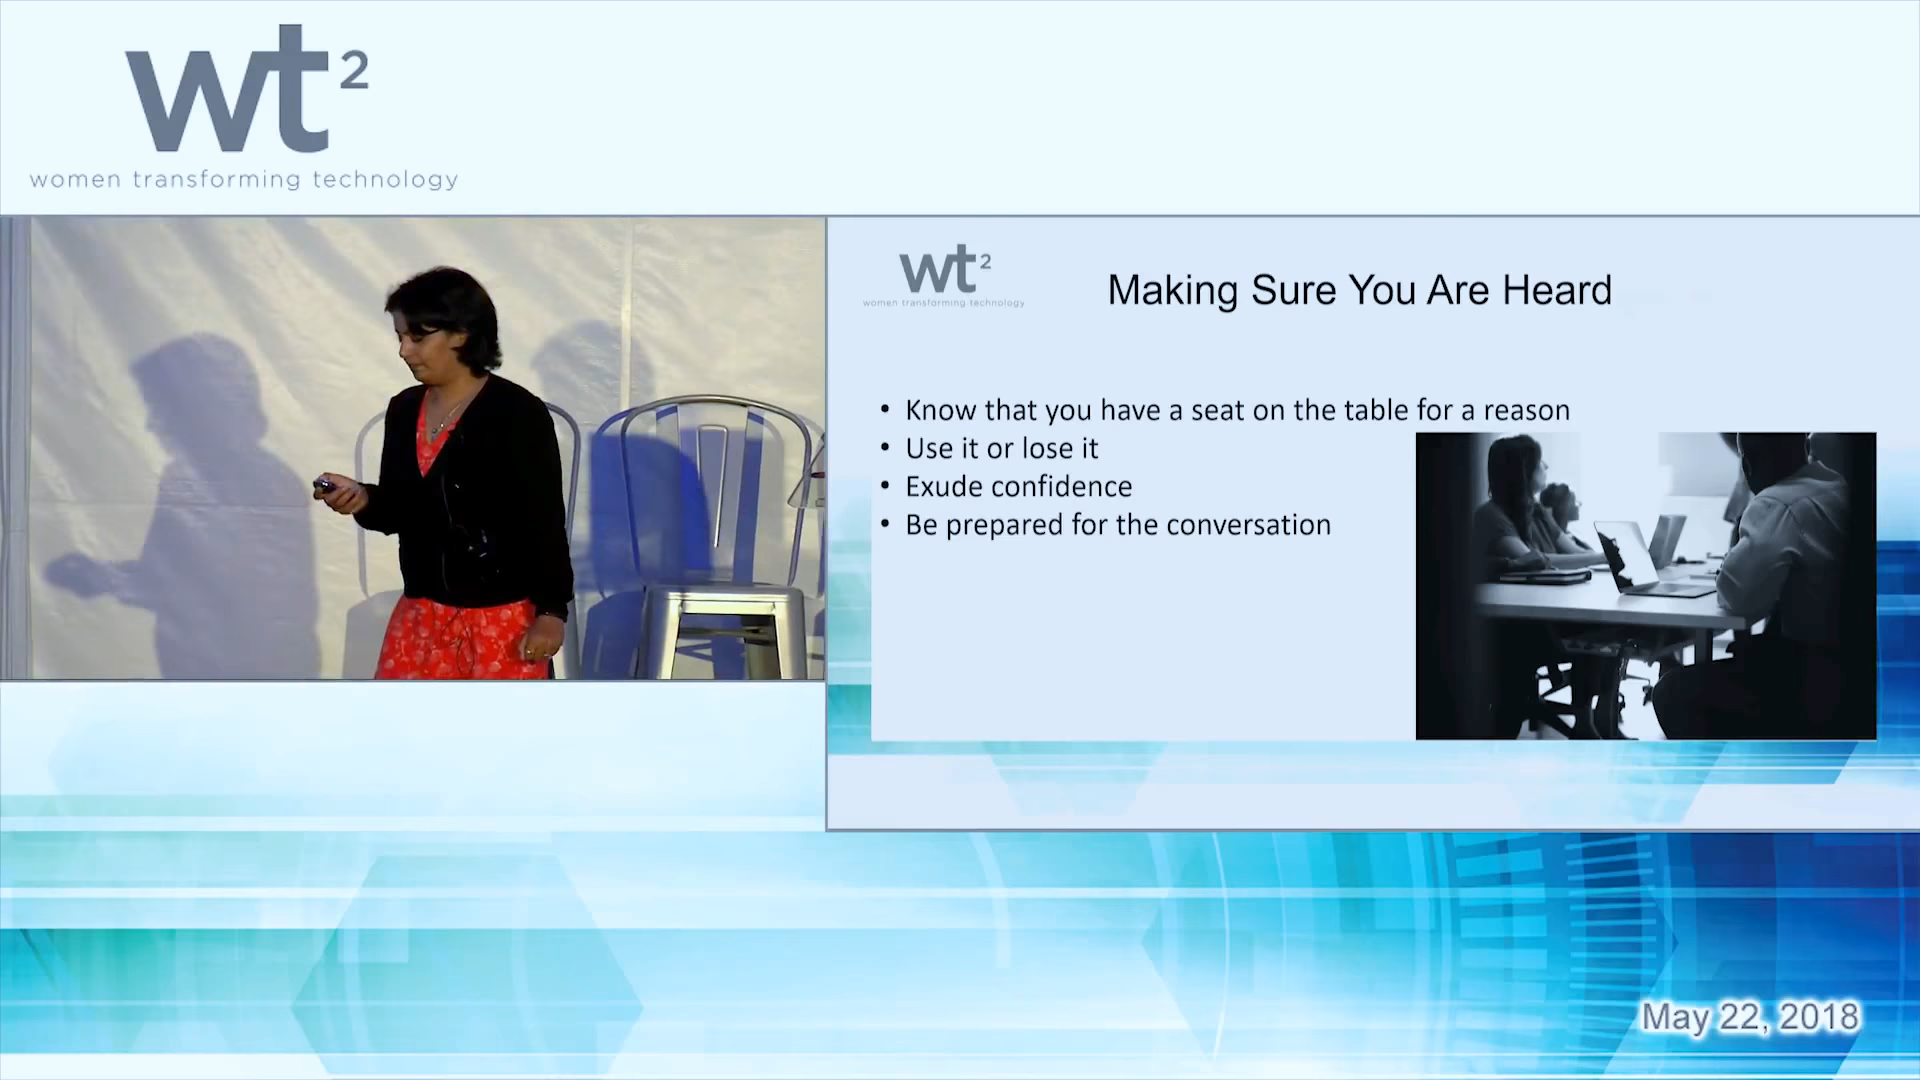 wt2
women transforming technology
wt2
women transforming technology
Making Sure You Are Heard
• Know that you have a seat on the table for a reason
• Use it or lose it
• Exude confidence
• Be prepared for the conversation
May 22, 2018